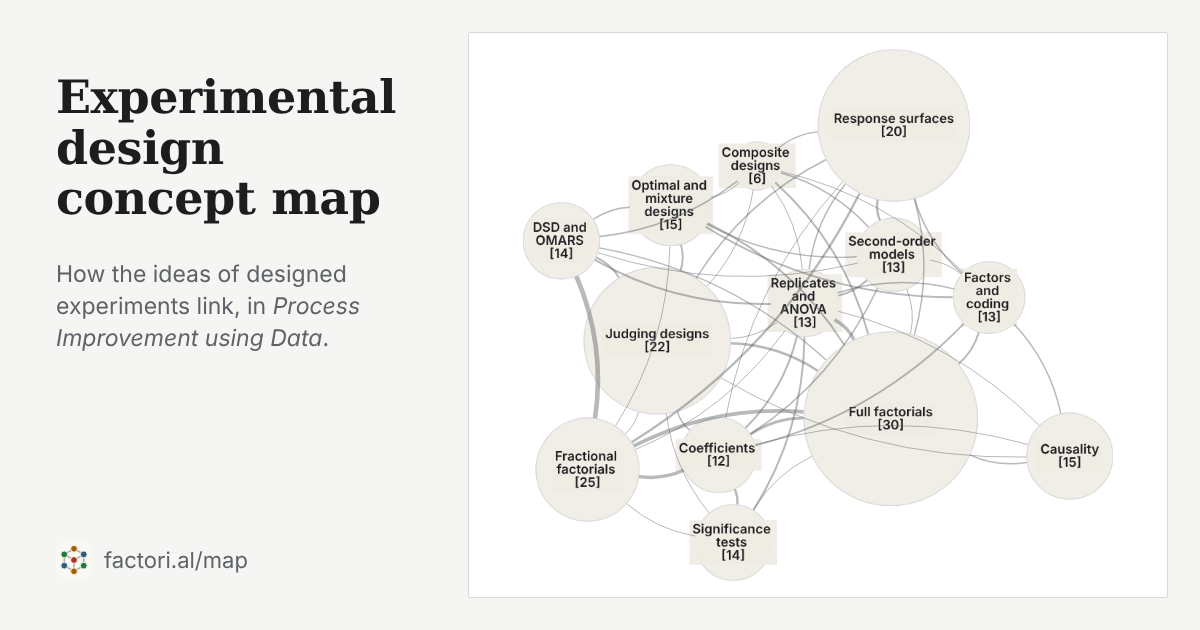 Experimental
design
concept map
How the ideas of designed
experiments link, in Process
Improvement using Data.
factori.al/map
Response surfaces
[20]
Composite
designs
[6]
Optimal and
mixture
designs
[15]
DSD and
OMARS
[14]
Second-order
models
[13]
Factors
and
coding
[13]
Replicates
and
ANOVA
[13]
Judging designs
[22]
Full factorials
[30]
Coefficients
[12]
Causality
[15]
Fractional
factorials
[25]
Significance
tests
[14]